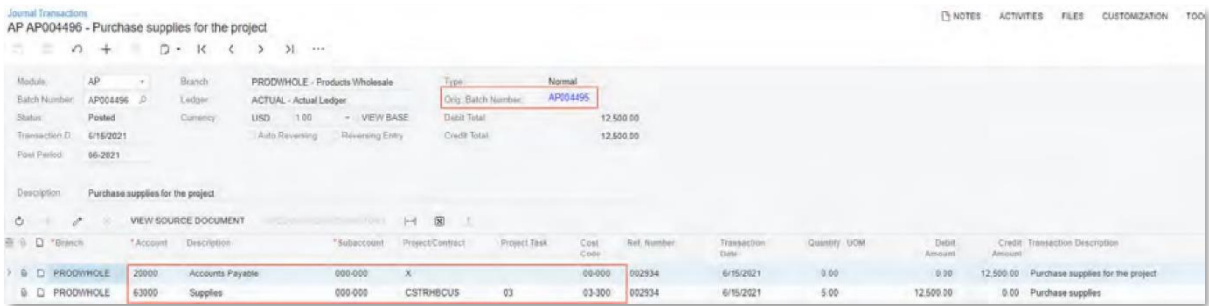 Journal Transactions
AP AP004496 - Purchase supplies for the project
NOTES ACTIVITIES FILES CUSTOMIZATION TOO
Module: AP Branch: PRODWHOLE - Products Wholesale Type: Normal
Batch Number: AP004496 Ledger: ACTUAL - Actual Ledger Orig. Batch Number: AP004495
Status: Posted Currency: USD 1.00 VIEW BASE Debit Total: 12,500.00
Transaction D 6/15/2021 Auto Reversing Reversing Entry Credit Total: 12,500.00
Post Period: 06-2021
Description: Purchase supplies for the project
VIEW SOURCE DOCUMENT
*Branch *Account Description *Subaccount Project/Contract Project Task Cost Code Ref. Number Transaction Date Quantity UOM Debit Amount Credit Amount Transaction Description
PRODWHOLE 20000 Accounts Payable 000-000 X 00-000 002934 6/15/2021 0.00 0.00 12,500.00 Purchase supplies for the project
PRODWHOLE 63000 Supplies 000-000 CSTRHBCUS 03 03-300 002934 6/15/2021 5.00 12,500.00 0.00 Purchase supplies